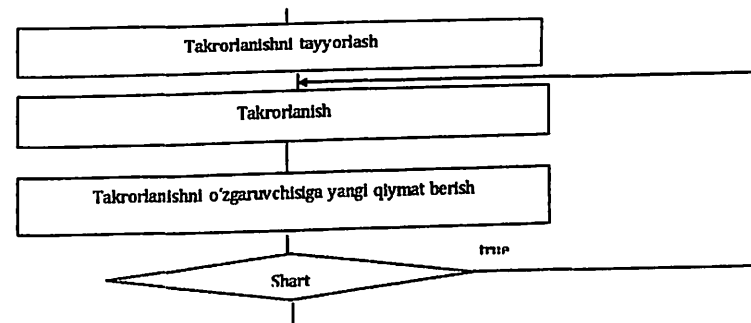 Takrorlanishni tayyorlash
Takrorlanish
Takrorlanishni o‘zgaruvchisiga yangi qiymat berish
true
Shart